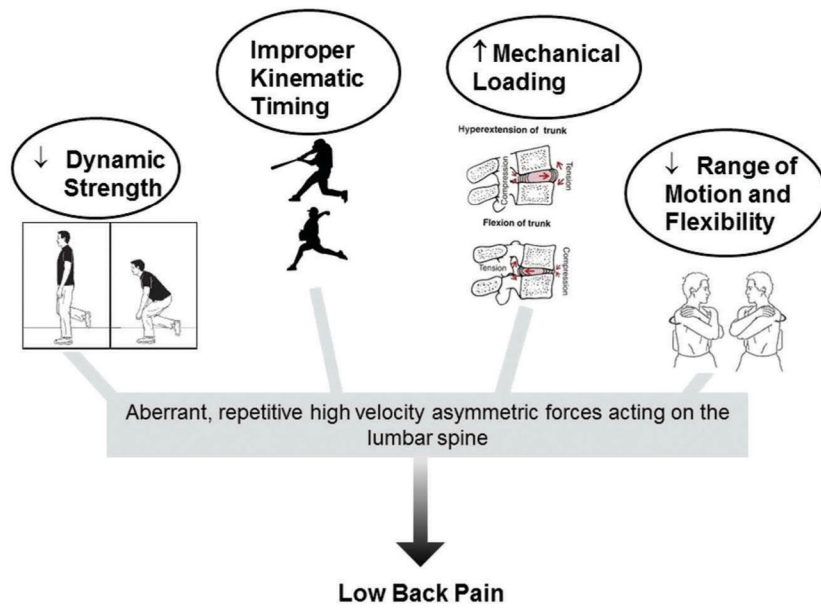 Improper
Kinematic
Timing
↑ Mechanical
Loading
Hyperextension of trunk
Compression
Tension
Flexion of trunk
Tension
Compression
↓ Dynamic
Strength
↓ Range of
Motion and
Flexibility
Aberrant, repetitive high velocity asymmetric forces acting on the
lumbar spine
Low Back Pain